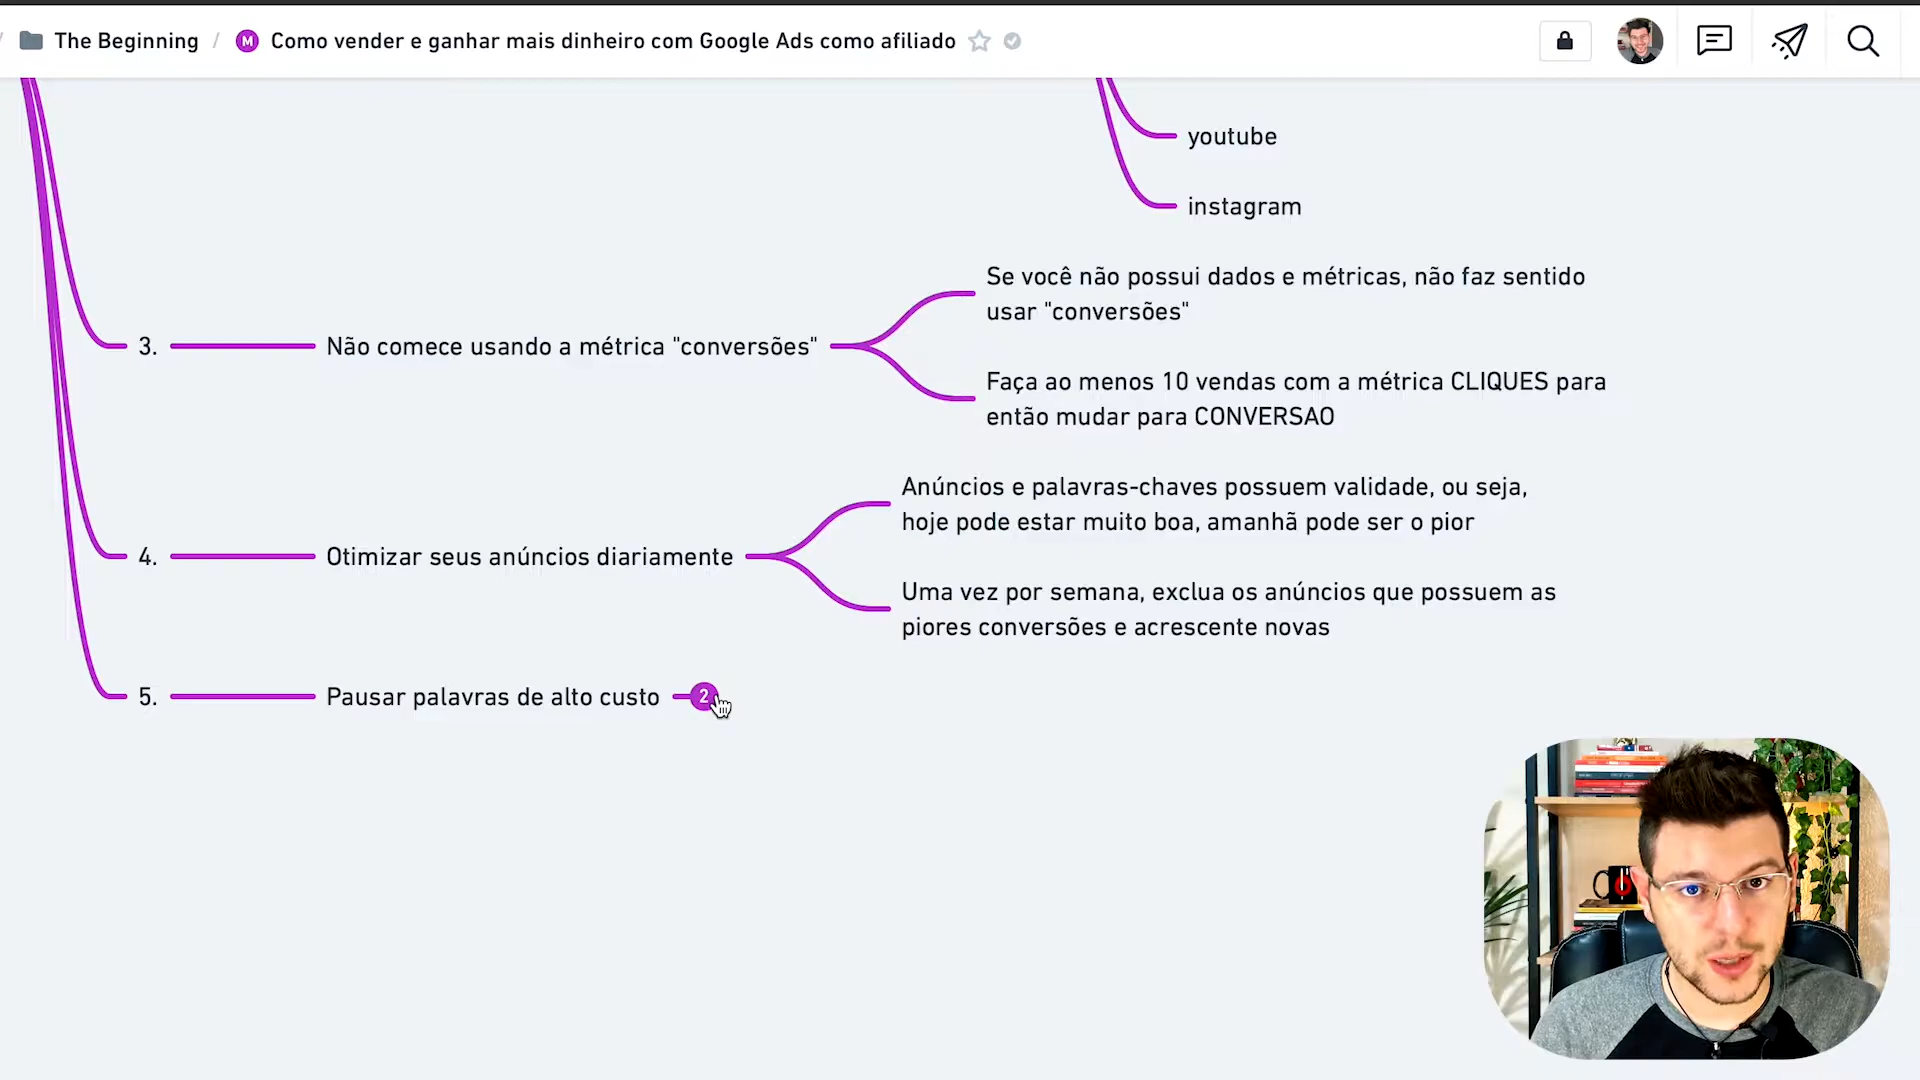 / The Beginning / M Como vender e ganhar mais dinheiro com Google Ads como afiliado
youtube
instagram
3. Não comece usando a métrica "conversões"
Se você não possui dados e métricas, não faz sentido
usar "conversões"
Faça ao menos 10 vendas com a métrica CLIQUES para
então mudar para CONVERSAO
4. Otimizar seus anúncios diariamente
Anúncios e palavras-chaves possuem validade, ou seja,
hoje pode estar muito boa, amanhã pode ser o pior
Uma vez por semana, exclua os anúncios que possuem as
piores conversões e acrescente novas
5. Pausar palavras de alto custo 2